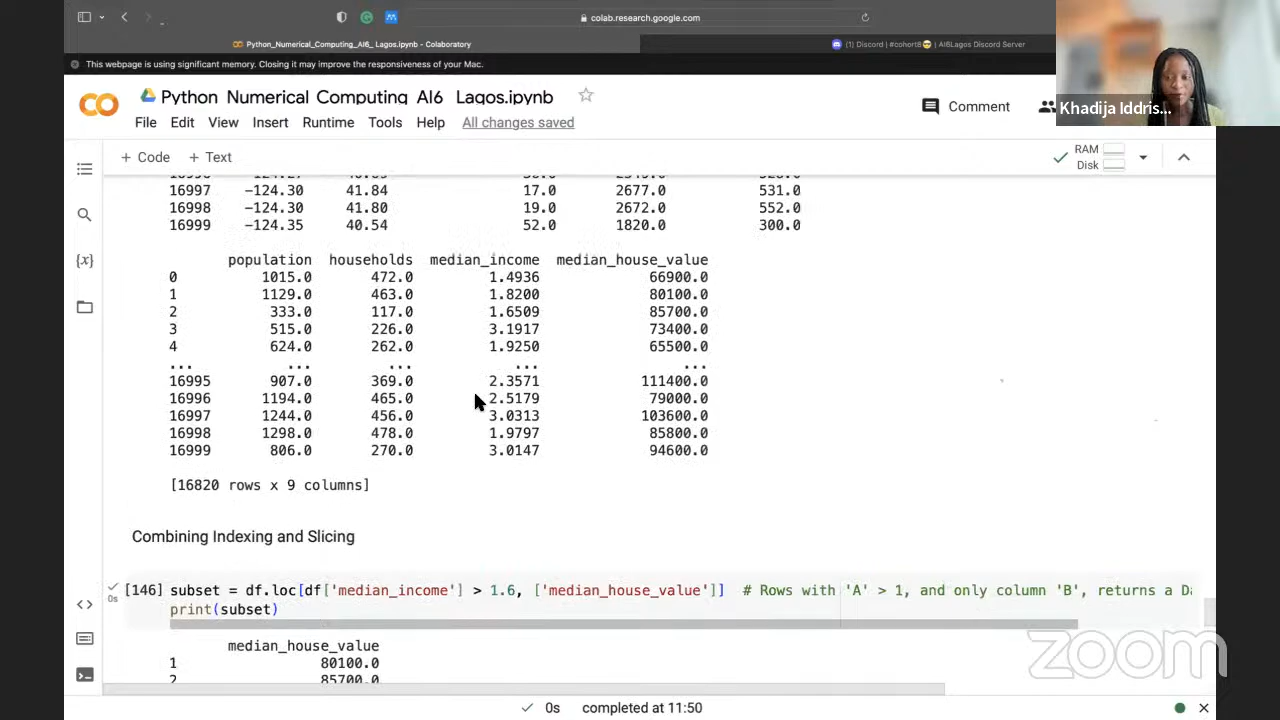 colab.research.google.com
Python_Numerical_Computing_AI6_ Lagos.ipynb - Colaboratory
(1) Discord | #cohort8😎 | AI6Lagos Discord Server
This webpage is using significant memory. Closing it may improve the responsiveness of your Mac.
Python_Numerical_Computing_AI6_ Lagos.ipynb
Comment
Khadija Iddris...
File Edit View Insert Runtime Tools Help All changes saved
+ Code + Text
RAM
Disk
16997 -124.30 41.84 17.0 2677.0 531.0
16998 -124.30 41.80 19.0 2672.0 552.0
16999 -124.35 40.54 52.0 1820.0 300.0
population households median_income median_house_value
0 1015.0 472.0 1.4936 66900.0
1 1129.0 463.0 1.8200 80100.0
2 333.0 117.0 1.6509 85700.0
3 515.0 226.0 3.1917 73400.0
4 624.0 262.0 1.9250 65500.0
... ... ... ... ...
16995 907.0 369.0 2.3571 111400.0
16996 1194.0 465.0 2.5179 79000.0
16997 1244.0 456.0 3.0313 103600.0
16998 1298.0 478.0 1.9797 85800.0
16999 806.0 270.0 3.0147 94600.0
[16820 rows x 9 columns]
Combining Indexing and Slicing
[146] subset = df.loc[df['median_income'] > 1.6, ['median_house_value']] # Rows with 'A' > 1, and only column 'B', returns a Da
0s
print(subset)
median_house_value
1 80100.0
2 85700.0
zoom
0s completed at 11:50